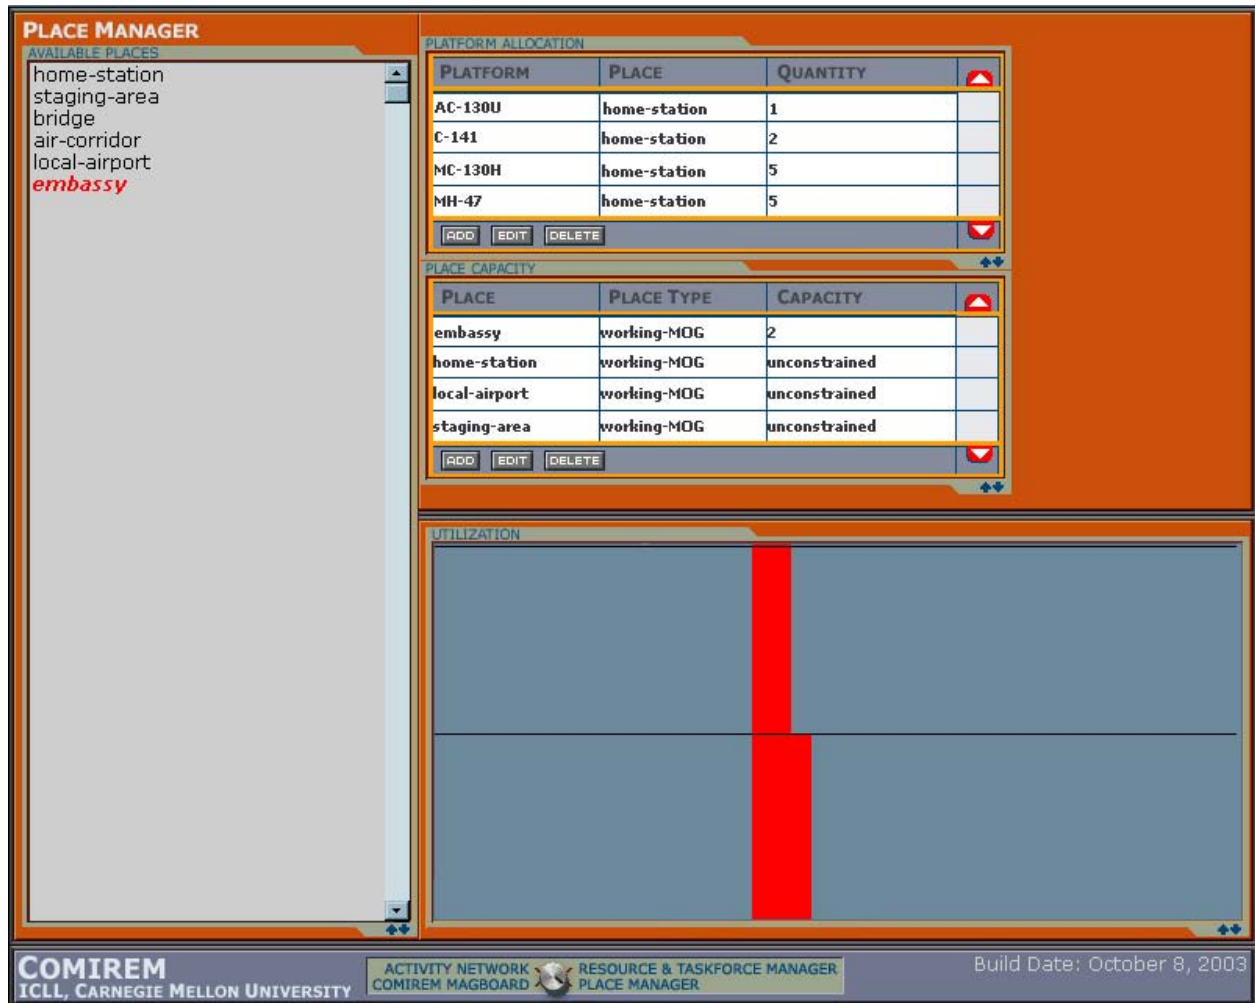 PLACE MANAGER
AVAILABLE PLACES
home-station
staging-area
bridge
air-corridor
local-airport
embassy
PLATFORM ALLOCATION
PLATFORM PLACE QUANTITY
AC-130U home-station 1
C-141 home-station 2
MC-130H home-station 5
MH-47 home-station 5
ADD EDIT DELETE
PLACE CAPACITY
PLACE PLACE TYPE CAPACITY
embassy working-MOG 2
home-station working-MOG unconstrained
local-airport working-MOG unconstrained
staging-area working-MOG unconstrained
ADD EDIT DELETE
UTILIZATION
COMIREM
ICLL, CARNEGIE MELLON UNIVERSITY
ACTIVITY NETWORK RESOURCE & TASKFORCE MANAGER
COMIREM MAGBOARD PLACE MANAGER
Build Date: October 8, 2003